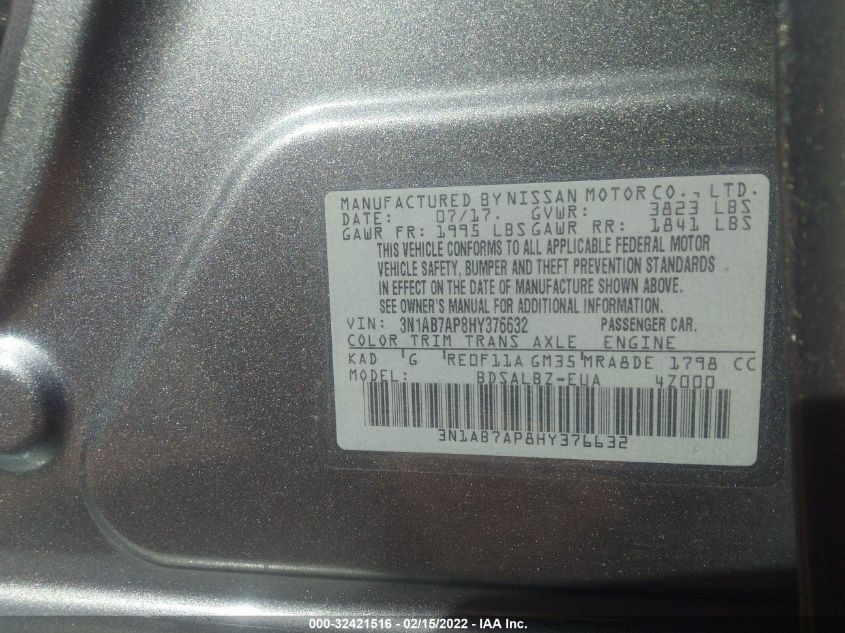 MANUFACTURED BY NISSAN MOTOR CO., LTD.
DATE: 07/17. GVWR: 3823 LBS
GAWR FR: 1995 LBS GAWR RR: 1841 LBS
THIS VEHICLE CONFORMS TO ALL APPLICABLE FEDERAL MOTOR
VEHICLE SAFETY, BUMPER AND THEFT PREVENTION STANDARDS
IN EFFECT ON THE DATE OF MANUFACTURE SHOWN ABOVE.
SEE OWNER'S MANUAL FOR ADDITIONAL INFORMATION.
VIN: 3N1AB7AP8HY376632 PASSENGER CAR.
COLOR TRIM TRANS AXLE ENGINE
KAD G RE0F11A GM35 MRA8DE 1798 CC
MODEL: BDSALBZ-EUA 4Z000
3N1AB7AP8HY376632
000-32421516 - 02/15/2022 - IAA Inc.